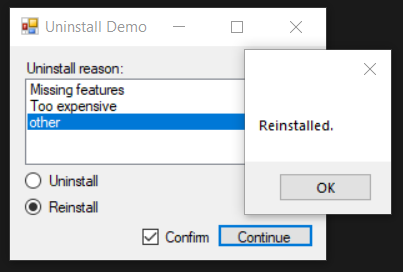 Uninstall Demo
Uninstall reason:
Missing features
Too expensive
other
Uninstall
Reinstall
Confirm
Continue
Reinstalled.
OK